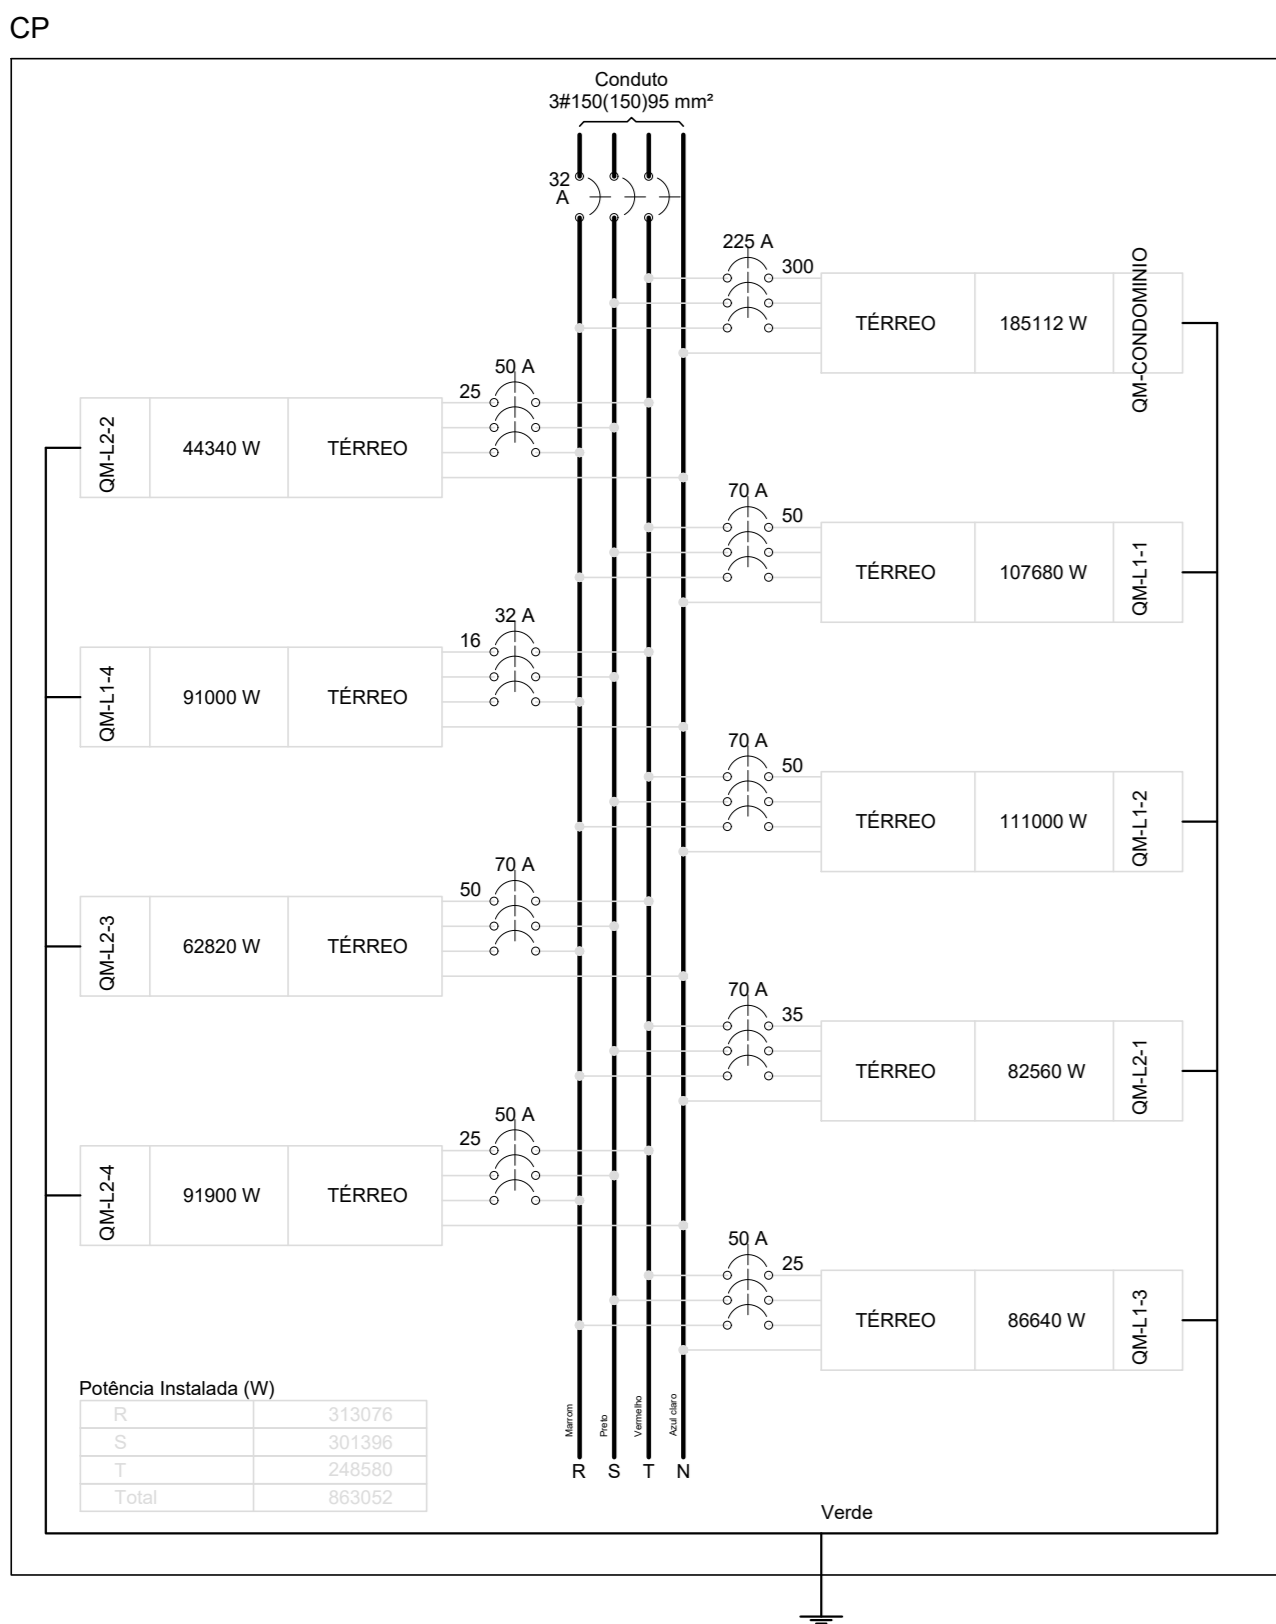 CP
Conduto
3#150(150)95 mm²
32
A
225 A
300
TÉRREO
185112 W
QM-CONDOMINIO
50 A
25
QM-L2-2
44340 W
TÉRREO
70 A
50
TÉRREO
107680 W
QM-L1-1
32 A
16
QM-L1-4
91000 W
TÉRREO
70 A
50
TÉRREO
111000 W
QM-L1-2
70 A
50
QM-L2-3
62820 W
TÉRREO
70 A
35
TÉRREO
82560 W
QM-L2-1
50 A
25
QM-L2-4
91900 W
TÉRREO
50 A
25
TÉRREO
86640 W
QM-L1-3
Potência Instalada (W)
R 313076
S 301396
T 248580
Total 863052
Marrom
Preto
Vermelho
Azul claro
R S T N
Verde